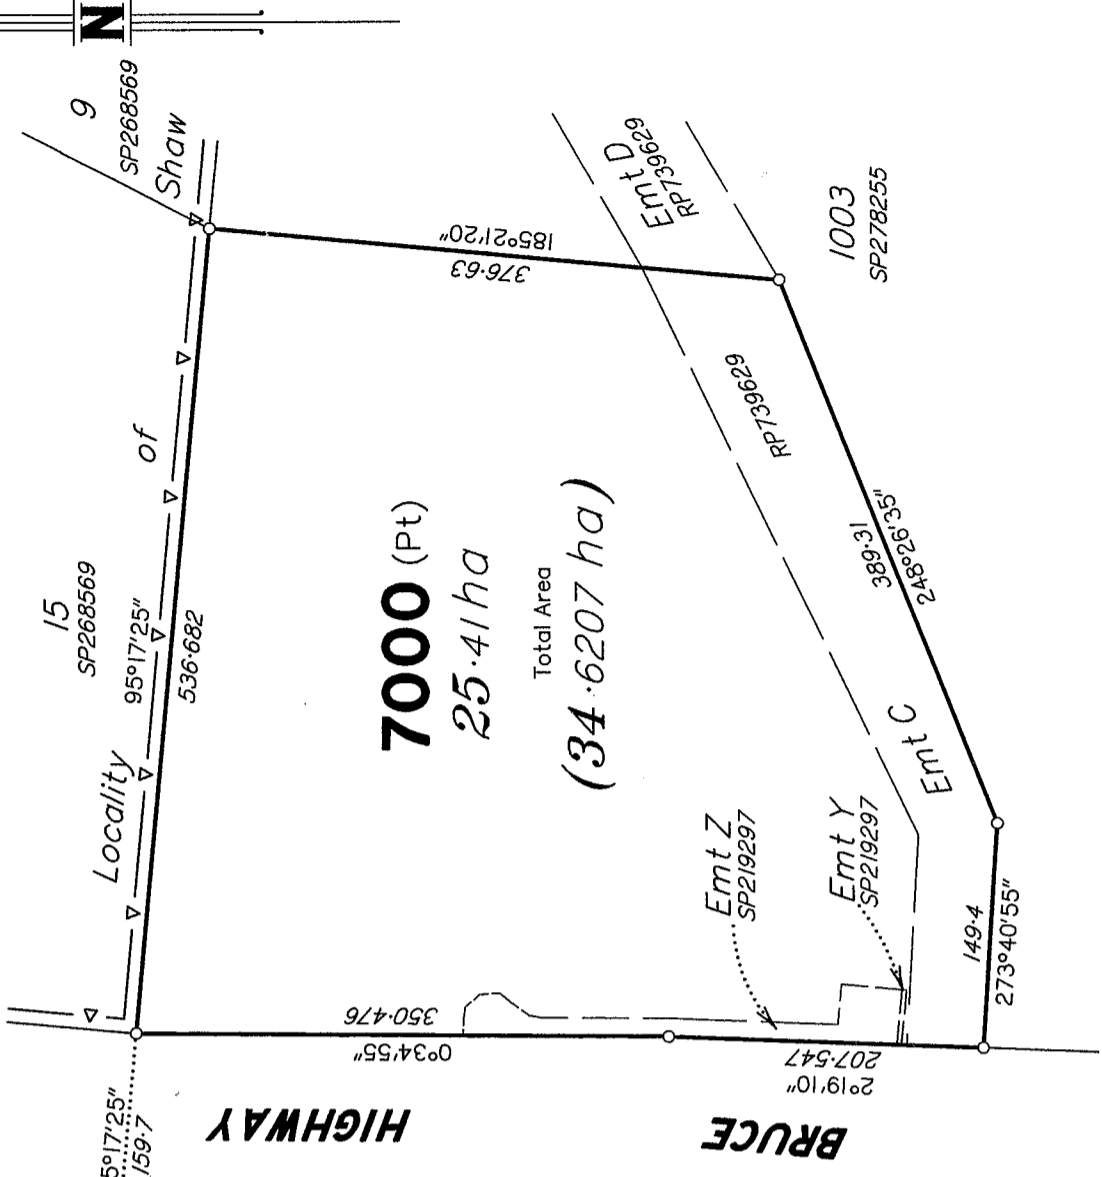 N
9
SP268569
Shaw
of
Locality
15
SP268569
95°17'25"
536·682
185°21'20"
376·63
Emt D
RP739629
1003
SP278255
RP739629
7000 (Pt)
25·41ha
Total Area
(34·6207 ha)
389·31
248°26'35"
Emt C
Emt Z
SP219297
Emt Y
SP219297
149·4
273°40'55"
350·476
0°34'55"
207·547
2°19'10"
5°17'25"
159·7
BRUCE HIGHWAY